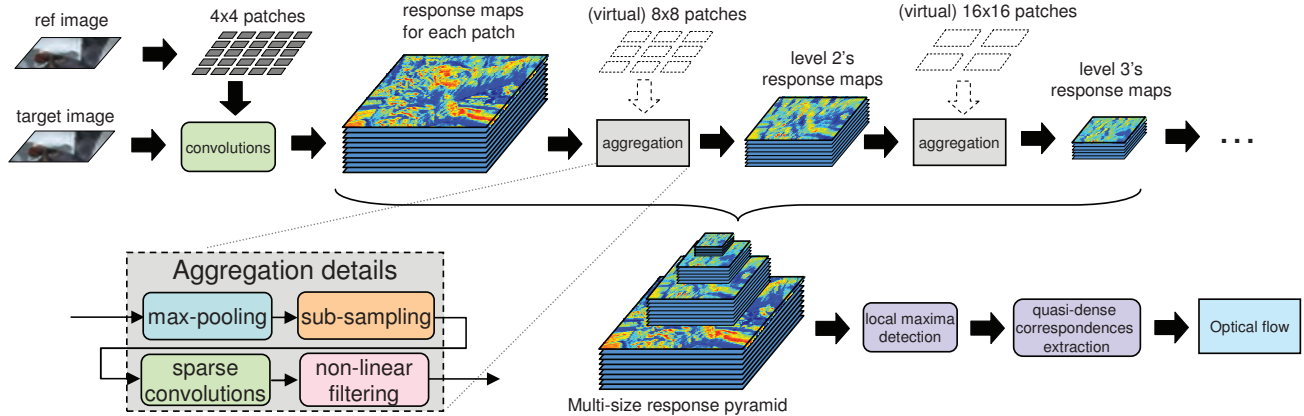 ref image
4x4 patches
response maps
for each patch
(virtual) 8x8 patches
(virtual) 16x16 patches
level 2's
response maps
level 3's
response maps
target image
convolutions
aggregation
aggregation
...
Aggregation details
max-pooling
sub-sampling
sparse
convolutions
non-linear
filtering
local maxima
detection
quasi-dense
correspondences
extraction
Optical flow
Multi-size response pyramid